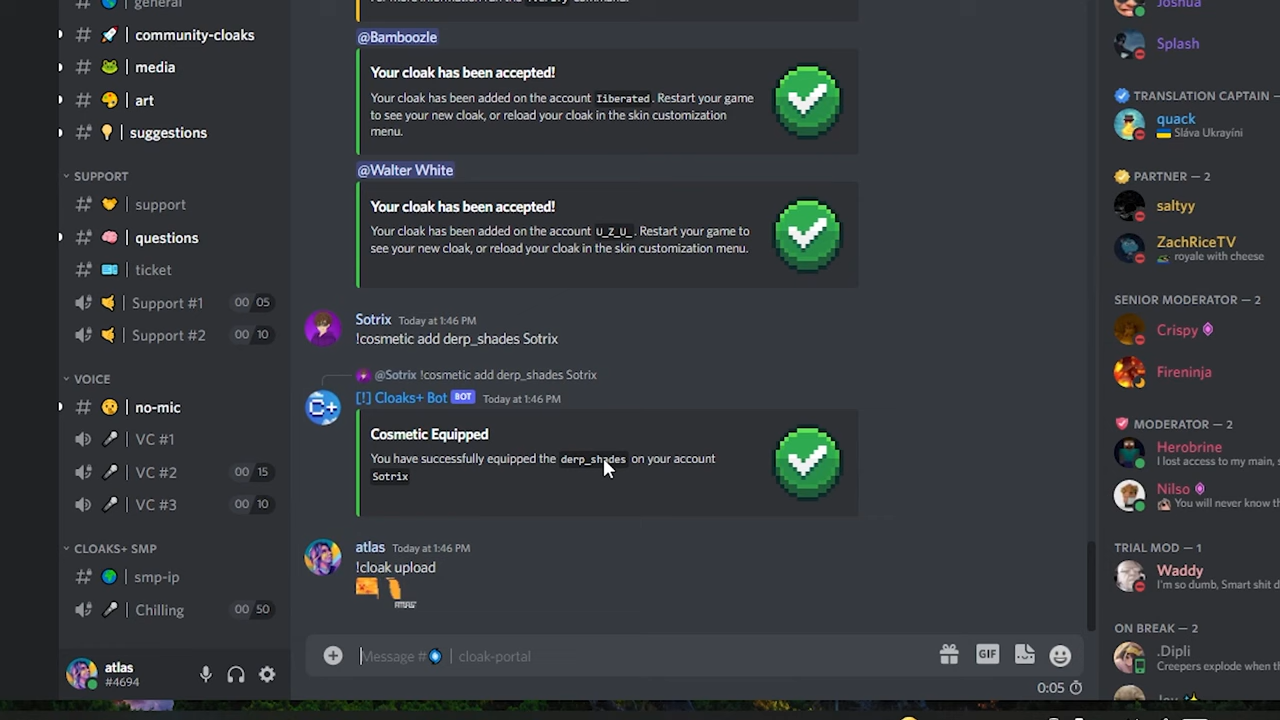 general
community-cloaks
media
art
suggestions
SUPPORT
support
questions
ticket
Support #1 00 05
Support #2 00 10
VOICE
no-mic
VC #1
VC #2 00 15
VC #3 00 10
CLOAKS+ SMP
smp-ip
Chilling 00 50
atlas
#4694
@Bamboozle
Your cloak has been accepted!
Your cloak has been added on the account Iiberated. Restart your game
to see your new cloak, or reload your cloak in the skin customization
menu.
@Walter White
Your cloak has been accepted!
Your cloak has been added on the account U_Z_U_. Restart your game to
see your new cloak, or reload your cloak in the skin customization menu.
Sotrix Today at 1:46 PM
!cosmetic add derp_shades Sotrix
@Sotrix !cosmetic add derp_shades Sotrix
C+
[!] Cloaks+ Bot BOT Today at 1:46 PM
Cosmetic Equipped
You have successfully equipped the derp_shades on your account
Sotrix
atlas Today at 1:46 PM
!cloak upload
Message # | cloak-portal
GIF
0:05
Joshua
Splash
TRANSLATION CAPTAIN —
quack
Sláva Ukrayíni
PARTNER — 2
saltyy
ZachRiceTV
royale with cheese
SENIOR MODERATOR — 2
Crispy
Fireninja
MODERATOR — 2
Herobrine
I lost access to my main, s
Nilso
You will never know th
TRIAL MOD — 1
Waddy
I'm so dumb, Smart shit d
ON BREAK — 2
.Dipli
Creepers explode when th